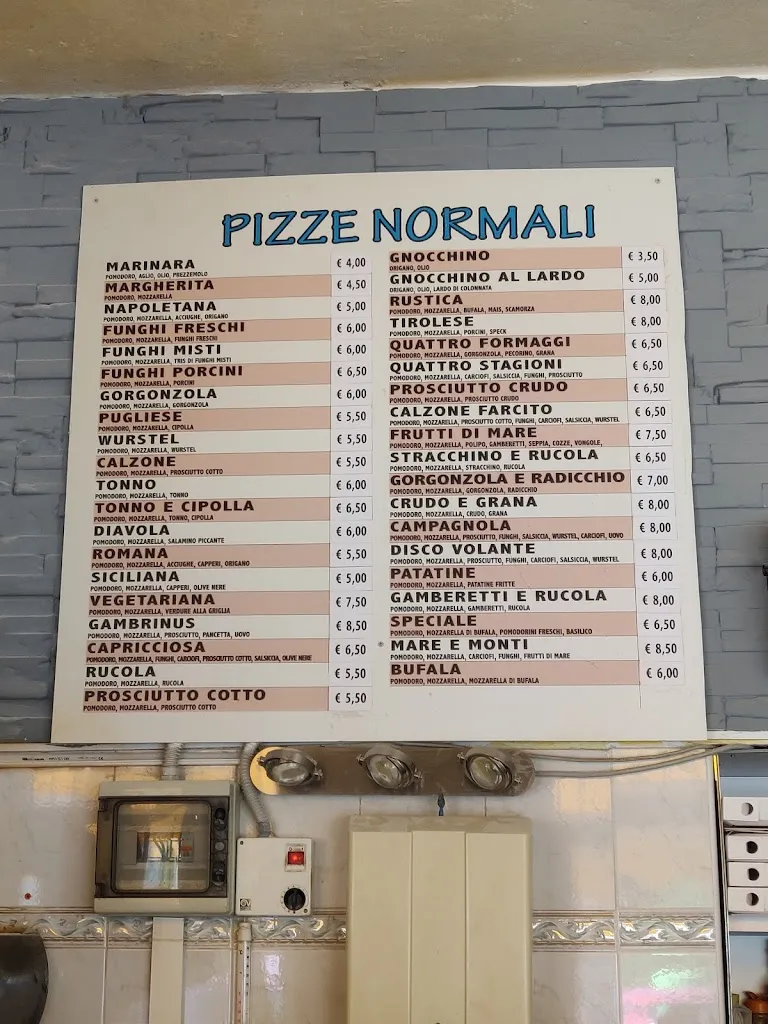 PIZZE NORMALI
MARINARA € 4,00
POMODORO, AGLIO, OLIO, PREZZEMOLO
MARGHERITA € 4,50
POMODORO, MOZZARELLA
NAPOLETANA € 5,00
POMODORO, MOZZARELLA, ACCIUGHE, ORIGANO
FUNGHI FRESCHI € 6,00
POMODORO, MOZZARELLA, FUNGHI FRESCHI
FUNGHI MISTI € 6,00
POMODORO, MOZZARELLA, TRIS DI FUNGHI MISTI
FUNGHI PORCINI € 6,50
POMODORO, MOZZARELLA, PORCINI
GORGONZOLA € 6,00
POMODORO, MOZZARELLA, GORGONZOLA
PUGLIESE € 5,50
POMODORO, MOZZARELLA, CIPOLLA
WURSTEL € 5,50
POMODORO, MOZZARELLA, WURSTEL
CALZONE € 5,50
POMODORO, MOZZARELLA, PROSCIUTTO COTTO
TONNO € 6,00
POMODORO, MOZZARELLA, TONNO
TONNO E CIPOLLA € 6,50
POMODORO, MOZZARELLA, TONNO, CIPOLLA
DIAVOLA € 6,00
POMODORO, MOZZARELLA, SALAMINO PICCANTE
ROMANA € 5,50
POMODORO, MOZZARELLA, ACCIUGHE, CAPPERI, ORIGANO
SICILIANA € 5,00
POMODORO, MOZZARELLA, CAPPERI, OLIVE NERE
VEGETARIANA € 7,50
POMODORO, MOZZARELLA, VERDURE ALLA GRIGLIA
GAMBRINUS € 8,50
POMODORO, MOZZARELLA, PROSCIUTTO, PANCETTA, UOVO
CAPRICCIOSA € 6,50
POMODORO, MOZZARELLA, FUNGHI, CARCIOFI, PROSCIUTTO COTTO, SALSICCIA, OLIVE NERE
RUCOLA € 5,50
POMODORO, MOZZARELLA, RUCOLA
PROSCIUTTO COTTO € 5,50
POMODORO, MOZZARELLA, PROSCIUTTO COTTO
GNOCCHINO € 3,50
ORIGANO, OLIO
GNOCCHINO AL LARDO € 5,00
ORIGANO, OLIO, LARDO DI COLONNATA
RUSTICA € 8,00
POMODORO, MOZZARELLA, BUFALA, MAIS, SCAMORZA
TIROLESE € 8,00
POMODORO, MOZZARELLA, PORCINI, SPECK
QUATTRO FORMAGGI € 6,50
POMODORO, MOZZARELLA, GORGONZOLA, PECORINO, GRANA
QUATTRO STAGIONI € 6,50
POMODORO, MOZZARELLA, CARCIOFI, SALSICCIA, FUNGHI, PROSCIUTTO
PROSCIUTTO CRUDO € 6,50
POMODORO, MOZZARELLA, PROSCIUTTO CRUDO
CALZONE FARCITO € 6,50
POMODORO, MOZZARELLA, PROSCIUTTO COTTO, FUNGHI, CARCIOFI, SALSICCIA, WURSTEL
FRUTTI DI MARE € 7,50
POMODORO, MOZZARELLA, POLIPO, GAMBERETTI, SEPPIA, COZZE, VONGOLE,
STRACCHINO E RUCOLA € 6,50
POMODORO, MOZZARELLA, STRACCHINO, RUCOLA
GORGONZOLA E RADICCHIO € 7,00
POMODORO, MOZZARELLA, GORGONZOLA, RADICCHIO
CRUDO E GRANA € 8,00
POMODORO, MOZZARELLA, CRUDO, GRANA
CAMPAGNOLA € 8,00
POMODORO, MOZZARELLA, PROSCIUTTO, FUNGHI, SALSICCIA, WURSTEL, CARCIOFI, UOVO
DISCO VOLANTE € 8,00
POMODORO, MOZZARELLA, PROSCIUTTO, FUNGHI, CARCIOFI, SALSICCIA, WURSTEL
PATATINE € 6,00
POMODORO, MOZZARELLA, PATATINE FRITTE
GAMBERETTI E RUCOLA € 8,00
POMODORO, MOZZARELLA, GAMBERETTI, RUCOLA
SPECIALE € 6,50
POMODORO, MOZZARELLA DI BUFALA, POMODORINI FRESCHI, BASILICO
MARE E MONTI € 8,50
POMODORO, MOZZARELLA, CARCIOFI, FUNGHI, FRUTTI DI MARE
BUFALA € 6,00
POMODORO, MOZZARELLA, MOZZARELLA DI BUFALA